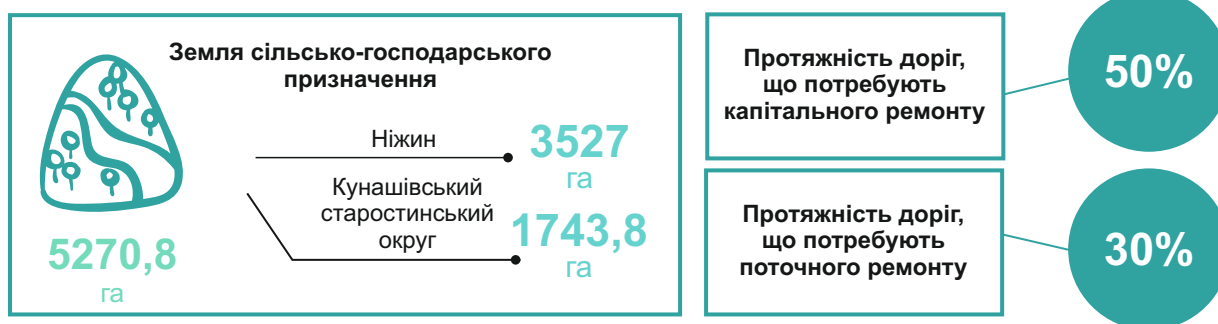 Земля сільсько-господарського
призначення
5270,8
га
Ніжин
3527
га
Кунашівський
старостинський
округ
1743,8
га
Протяжність доріг,
що потребують
капітального ремонту
50%
Протяжність доріг,
що потребують
поточного ремонту
30%